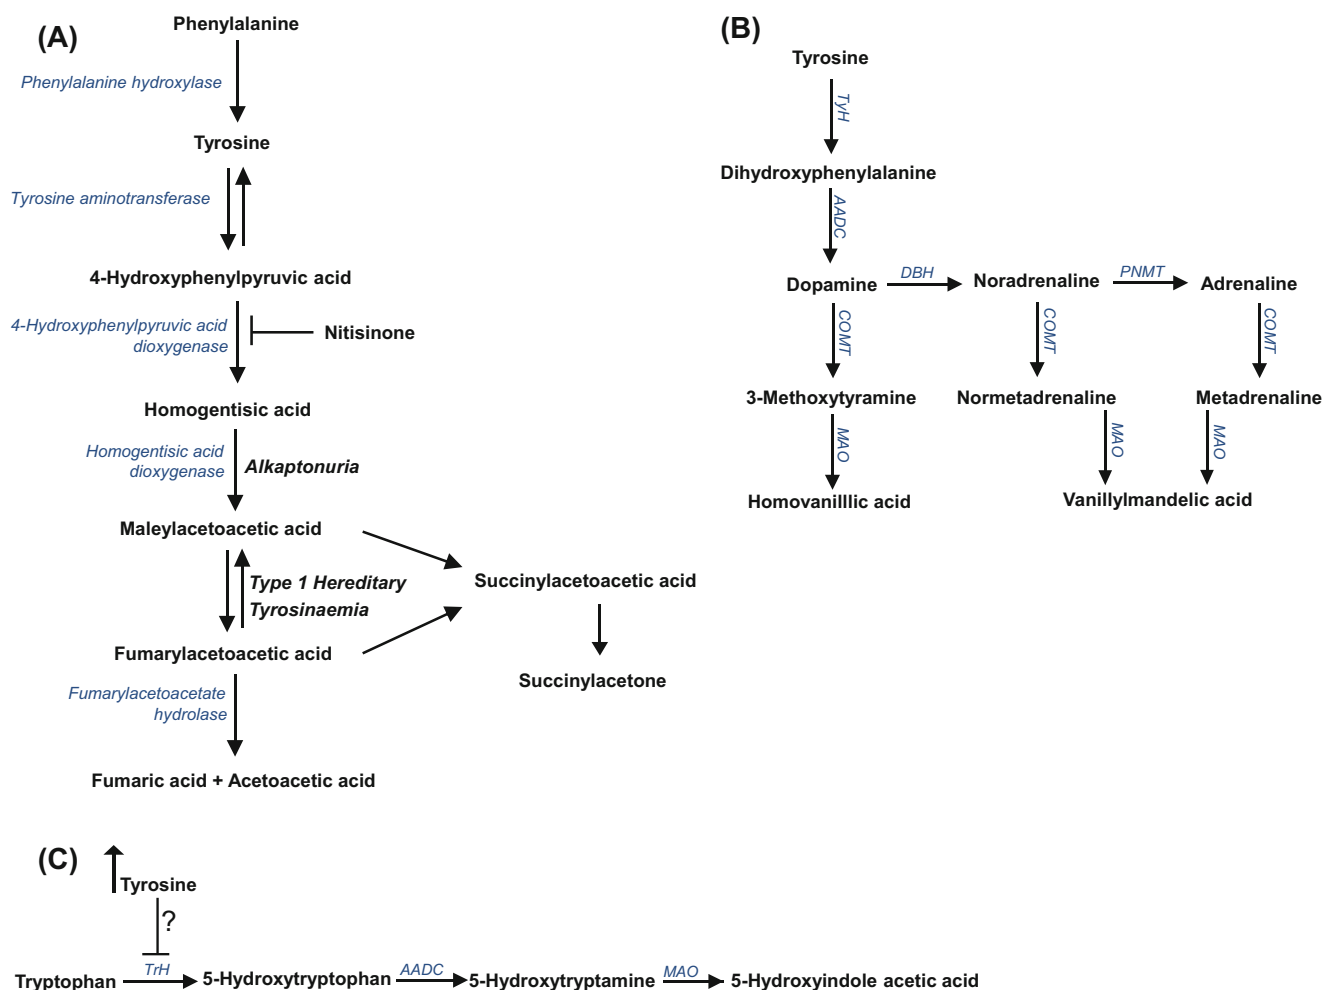 (A)
Phenylalanine
Phenylalanine hydroxylase
Tyrosine
Tyrosine aminotransferase
4-Hydroxyphenylpyruvic acid
4-Hydroxyphenylpyruvic acid
dioxygenase
Nitisinone
Homogentisic acid
Homogentisic acid
dioxygenase
Alkaptonuria
Maleylacetoacetic acid
Type 1 Hereditary
Tyrosinaemia
Succinylacetoacetic acid
Fumarylacetoacetic acid
Succinylacetone
Fumarylacetoacetate
hydrolase
Fumaric acid + Acetoacetic acid
(B)
Tyrosine
TyH
Dihydroxyphenylalanine
AADC
Dopamine
DBH
Noradrenaline
PNMT
Adrenaline
COMT
COMT
COMT
3-Methoxytyramine
Normetadrenaline
Metadrenaline
MAO
MAO
MAO
Homovanilllic acid
Vanillylmandelic acid
(C)
Tyrosine
?
Tryptophan
TrH
5-Hydroxytryptophan
AADC
5-Hydroxytryptamine
MAO
5-Hydroxyindole acetic acid